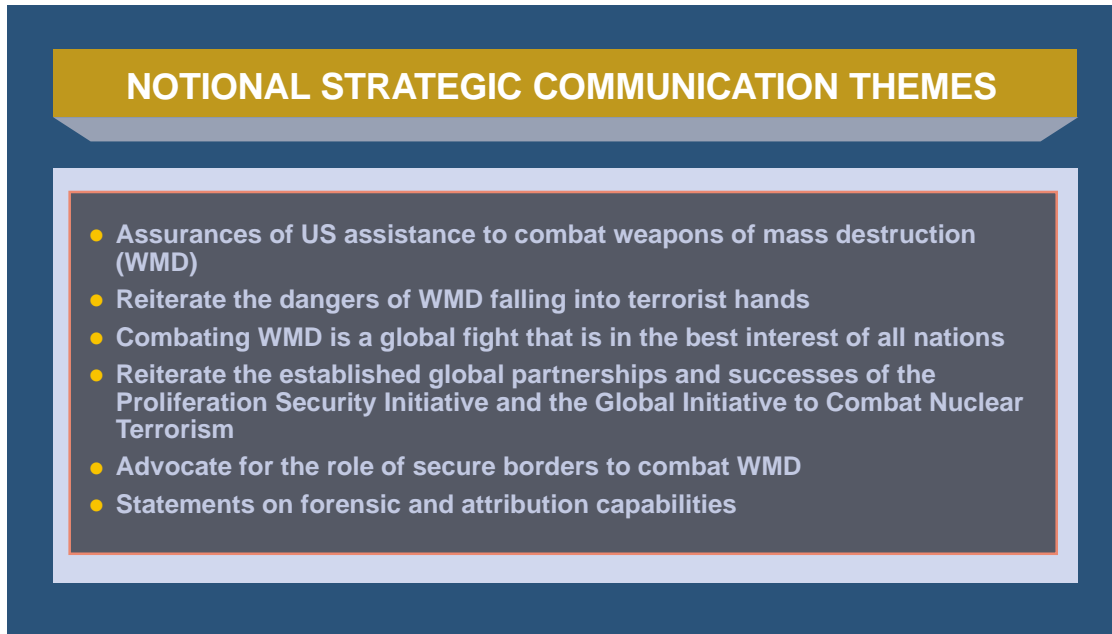 NOTIONAL STRATEGIC COMMUNICATION THEMES
● Assurances of US assistance to combat weapons of mass destruction
(WMD)
● Reiterate the dangers of WMD falling into terrorist hands
● Combating WMD is a global fight that is in the best interest of all nations
● Reiterate the established global partnerships and successes of the
Proliferation Security Initiative and the Global Initiative to Combat Nuclear
Terrorism
● Advocate for the role of secure borders to combat WMD
● Statements on forensic and attribution capabilities